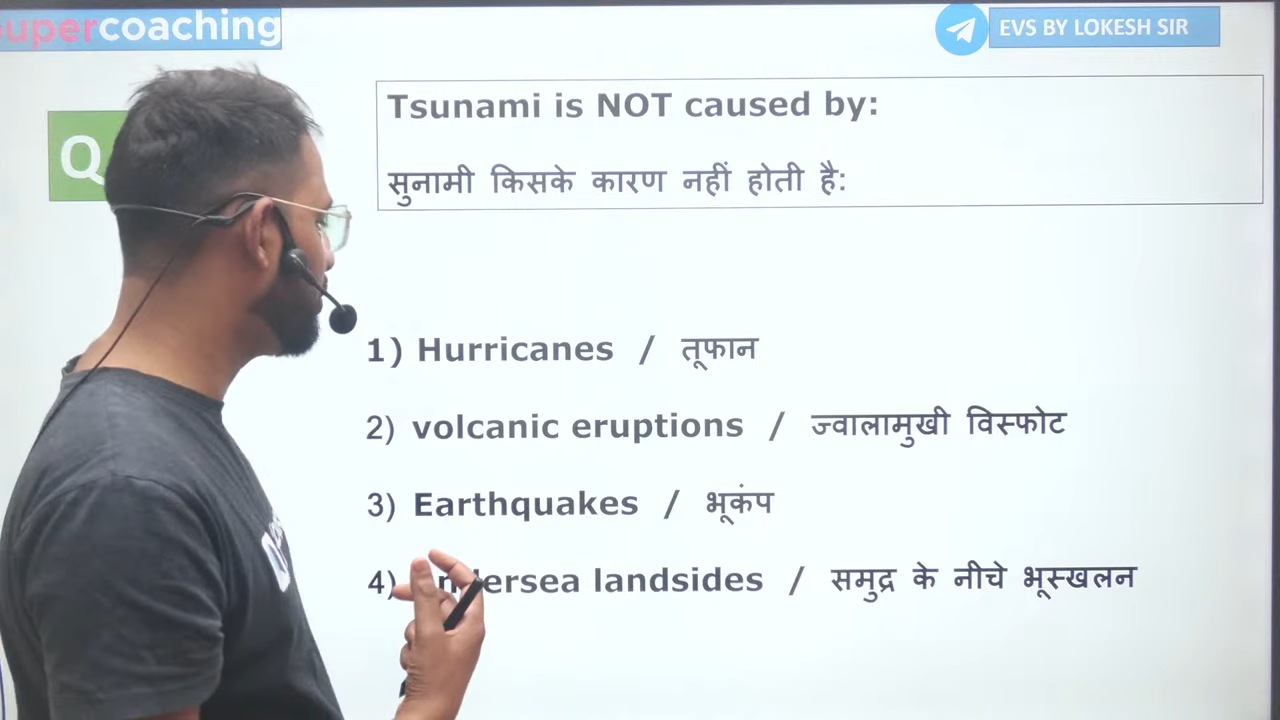 supercoaching
EVS BY LOKESH SIR
Q
Tsunami is NOT caused by:
सुनामी किसके कारण नहीं होती है:
1) Hurricanes / तूफान
2) volcanic eruptions / ज्वालामुखी विस्फोट
3) Earthquakes / भूकंप
4) undersea landsides / समुद्र के नीचे भूस्खलन